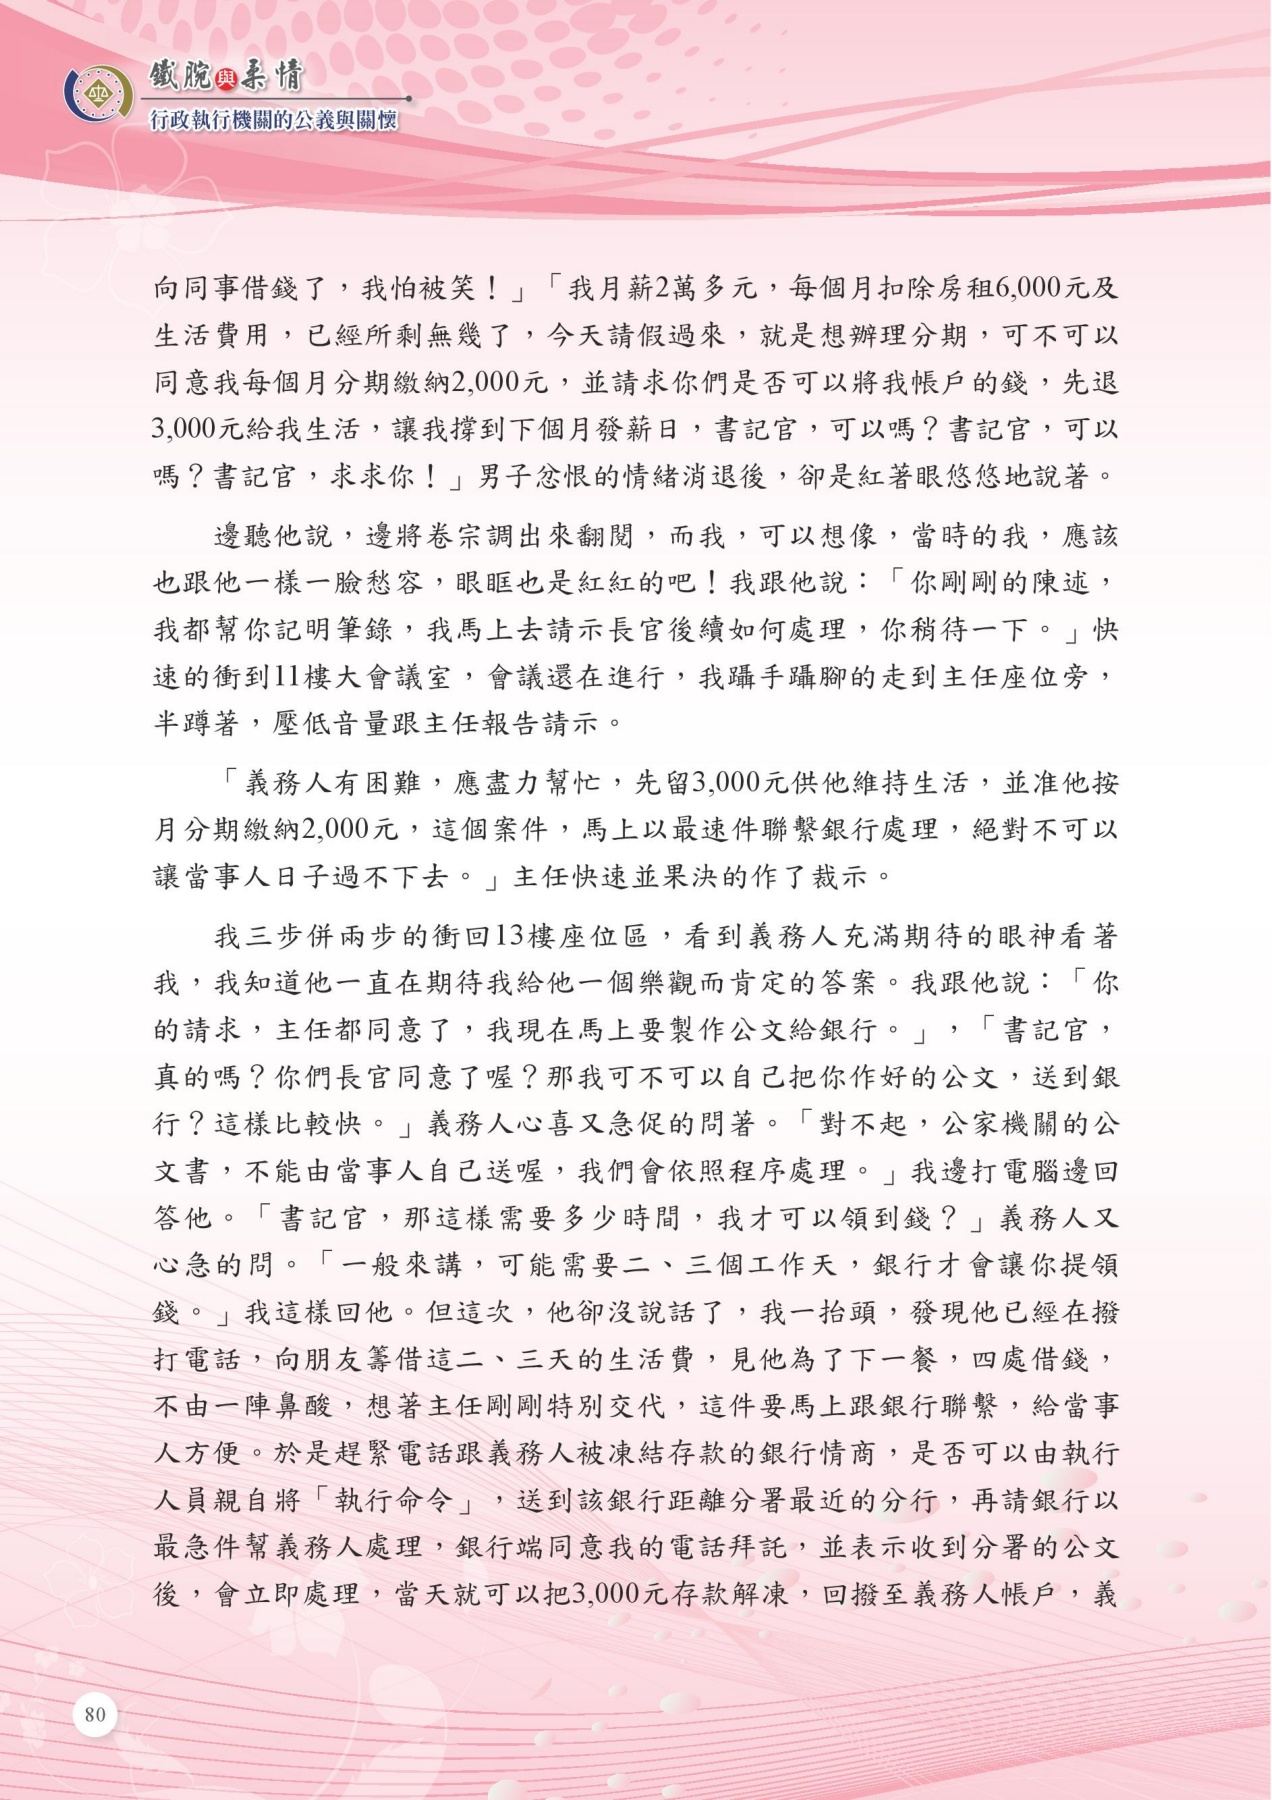 鐵腕與柔情
行政執行機關的公義與關懷
向同事借錢了，我怕被笑！」「我月薪2萬多元，每個月扣除房租6,000元及
生活費用，已經所剩無幾了，今天請假過來，就是想辦理分期，可不可以
同意我每個月分期繳納2,000元，並請求你們是否可以將我帳戶的錢，先退
3,000元給我生活，讓我撐到下個月發薪日，書記官，可以嗎？書記官，可以
嗎？書記官，求求你！」男子忿恨的情緒消退後，卻是紅著眼悠悠地說著。
邊聽他說，邊將卷宗調出來翻閱，而我，可以想像，當時的我，應該
也跟他一樣一臉愁容，眼眶也是紅紅的吧！我跟他說：「你剛剛的陳述，
我都幫你記明筆錄，我馬上去請示長官後續如何處理，你稍待一下。」快
速的衝到11樓大會議室，會議還在進行，我躡手躡腳的走到主任座位旁，
半蹲著，壓低音量跟主任報告請示。
「義務人有困難，應盡力幫忙，先留3,000元供他維持生活，並准他按
月分期繳納2,000元，這個案件，馬上以最速件聯繫銀行處理，絕對不可以
讓當事人日子過不下去。」主任快速並果決的作了裁示。
我三步併兩步的衝回13樓座位區，看到義務人充滿期待的眼神看著
我，我知道他一直在期待我給他一個樂觀而肯定的答案。我跟他說：「你
的請求，主任都同意了，我現在馬上要製作公文給銀行。」，「書記官，
真的嗎？你們長官同意了喔？那我可不可以自己把你作好的公文，送到銀
行？這樣比較快。」義務人心喜又急促的問著。「對不起，公家機關的公
文書，不能由當事人自己送喔，我們會依照程序處理。」我邊打電腦邊回
答他。「書記官，那這樣需要多少時間，我才可以領到錢？」義務人又
心急的問。「一般來講，可能需要二、三個工作天，銀行才會讓你提領
錢。」我這樣回他。但這次，他卻沒說話了，我一抬頭，發現他已經在撥
打電話，向朋友籌借這二、三天的生活費，見他為了下一餐，四處借錢，
不由一陣鼻酸，想著主任剛剛特別交代，這件要馬上跟銀行聯繫，給當事
人方便。於是趕緊電話跟義務人被凍結存款的銀行情商，是否可以由執行
人員親自將「執行命令」，送到該銀行距離分署最近的分行，再請銀行以
最急件幫義務人處理，銀行端同意我的電話拜託，並表示收到分署的公文
後，會立即處理，當天就可以把3,000元存款解凍，回撥至義務人帳戶，義
80